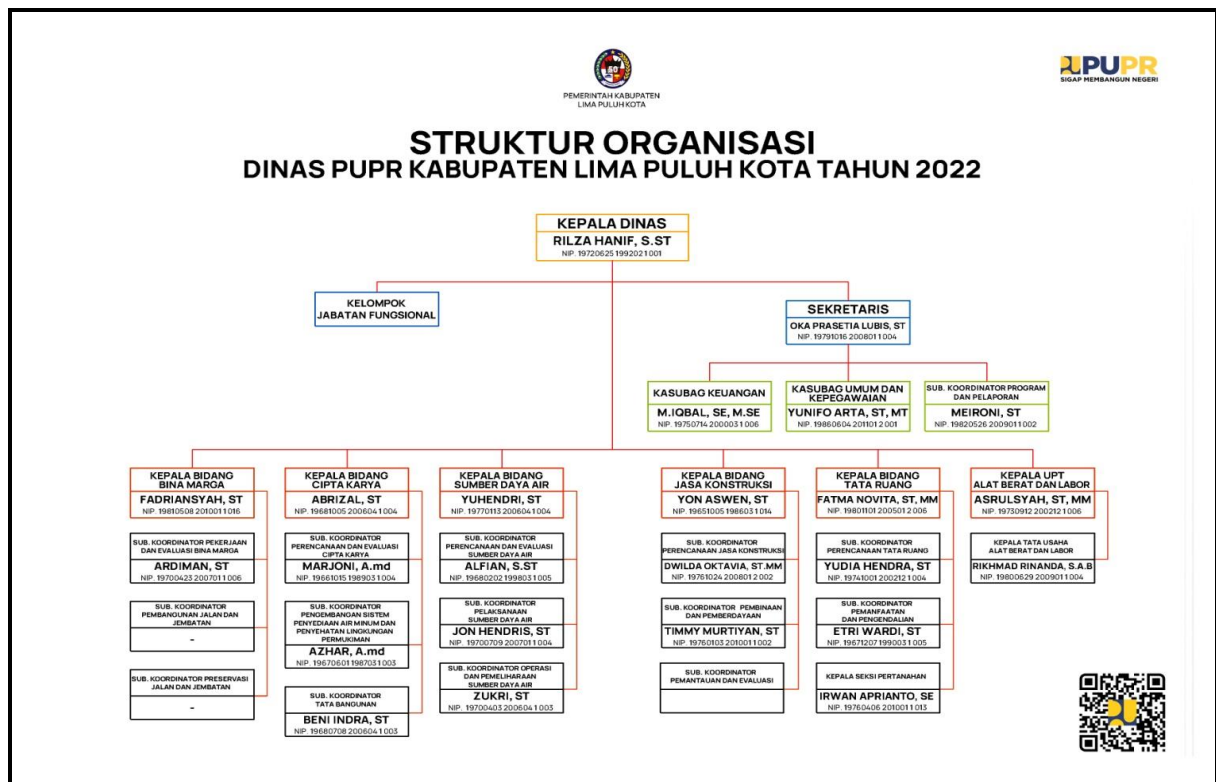 PEMERINTAH KABUPATEN
LIMA PULUH KOTA
PUPR
SIGAP MEMBANGUN NEGERI
STRUKTUR ORGANISASI
DINAS PUPR KABUPATEN LIMA PULUH KOTA TAHUN 2022
KEPALA DINAS
RILZA HANIF, S.ST
NIP. 19720625 199202 1 001
KELOMPOK
JABATAN FUNGSIONAL
SEKRETARIS
OKA PRASETIA LUBIS, ST
NIP. 19791016 200801 1 004
KASUBAG KEUANGAN
M.IQBAL, SE, M.SE
NIP. 19750714 200003 1 006
KASUBAG UMUM DAN
KEPEGAWAIAN
YUNIFO ARTA, ST, MT
NIP. 19860604 201101 2 001
SUB. KOORDINATOR PROGRAM
DAN PELAPORAN
MEIRONI, ST
NIP. 19820526 200901 1 002
KEPALA BIDANG
BINA MARGA
FADRIANSYAH, ST
NIP. 19810508 201001 1 016
SUB. KOORDINATOR PEKERJAAN
DAN EVALUASI BINA MARGA
ARDIMAN, ST
NIP. 19700423 200701 1 006
SUB. KOORDINATOR
PEMBANGUNAN JALAN DAN
JEMBATAN
-
SUB. KOORDINATOR PRESERVASI
JALAN DAN JEMBATAN
-
KEPALA BIDANG
CIPTA KARYA
ABRIZAL, ST
NIP. 19681005 200604 1 004
SUB. KOORDINATOR
PERENCANAAN DAN EVALUASI
CIPTA KARYA
MARJONI, A.md
NIP. 19661015 198903 1 004
SUB. KOORDINATOR
PENGEMBANGAN SISTEM
PENYEDIAAN AIR MINUM DAN
PENYEHATAN LINGKUNGAN
PERMUKIMAN
AZHAR, A.md
NIP. 19670601 198703 1 003
SUB. KOORDINATOR
TATA BANGUNAN
BENI INDRA, ST
NIP. 19680708 200604 1 003
KEPALA BIDANG
SUMBER DAYA AIR
YUHENDRI, ST
NIP. 19770113 200604 1 004
SUB. KOORDINATOR
PERENCANAAN DAN EVALUASI
SUMBER DAYA AIR
ALFIAN, S.ST
NIP. 19680202 199803 1 005
SUB. KOORDINATOR
PELAKSANAAN
SUMBER DAYA AIR
JON HENDRIS, ST
NIP. 19700709 200701 1 004
SUB. KOORDINATOR OPERASI
DAN PEMELIHARAAN
SUMBER DAYA AIR
ZUKRI, ST
NIP. 19700403 200604 1 003
KEPALA BIDANG
JASA KONSTRUKSI
YON ASWEN, ST
NIP. 19651005 198603 1 014
SUB. KOORDINATOR
PERENCANAAN JASA KONSTRUKSI
DWILDA OKTAVIA, ST.MM
NIP. 19761024 200801 2 002
SUB. KOORDINATOR PEMBINAAN
DAN PEMBERDAYAAN
TIMMY MURTIYAN, ST
NIP. 19760103 201001 1 002
SUB. KOORDINATOR
PEMANTAUAN DAN EVALUASI
KEPALA BIDANG
TATA RUANG
FATMA NOVITA, ST, MM
NIP. 19801101 200501 2 006
SUB. KOORDINATOR
PERENCANAAN TATA RUANG
YUDIA HENDRA, ST
NIP. 19741001 200212 1 004
SUB. KOORDINATOR
PEMANFAATAN
DAN PENGENDALIAN
ETRI WARDI, ST
NIP. 19671207 199003 1 005
KEPALA SEKSI PERTANAHAN
IRWAN APRIANTO, SE
NIP. 19760406 201001 1 013
KEPALA UPT
ALAT BERAT DAN LABOR
ASRULSYAH, ST, MM
NIP. 19730912 200212 1 006
KEPALA TATA USAHA
ALAT BERAT DAN LABOR
RIKHMAD RINANDA, S.A.B
NIP. 19800629 200901 1 004